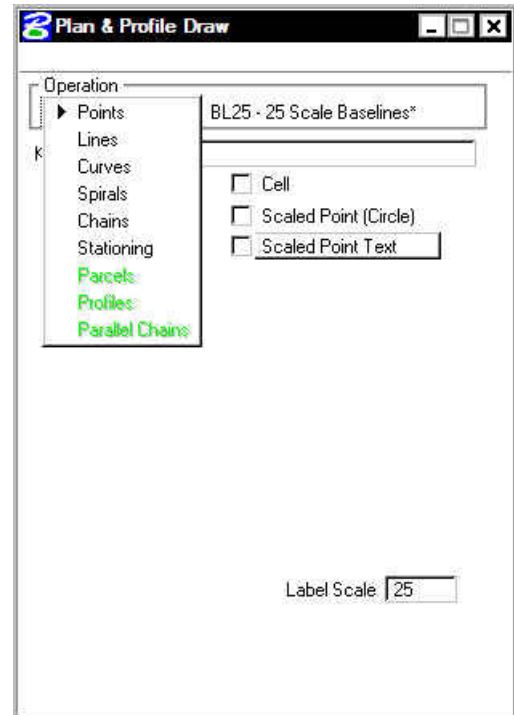 Plan & Profile Draw
Operation
Points
BL25 - 25 Scale Baselines*
Lines
K
Curves
Cell
Spirals
Chains
Scaled Point (Circle)
Stationing
Scaled Point Text
Parcels
Profiles
Parallel Chains
Label Scale 25